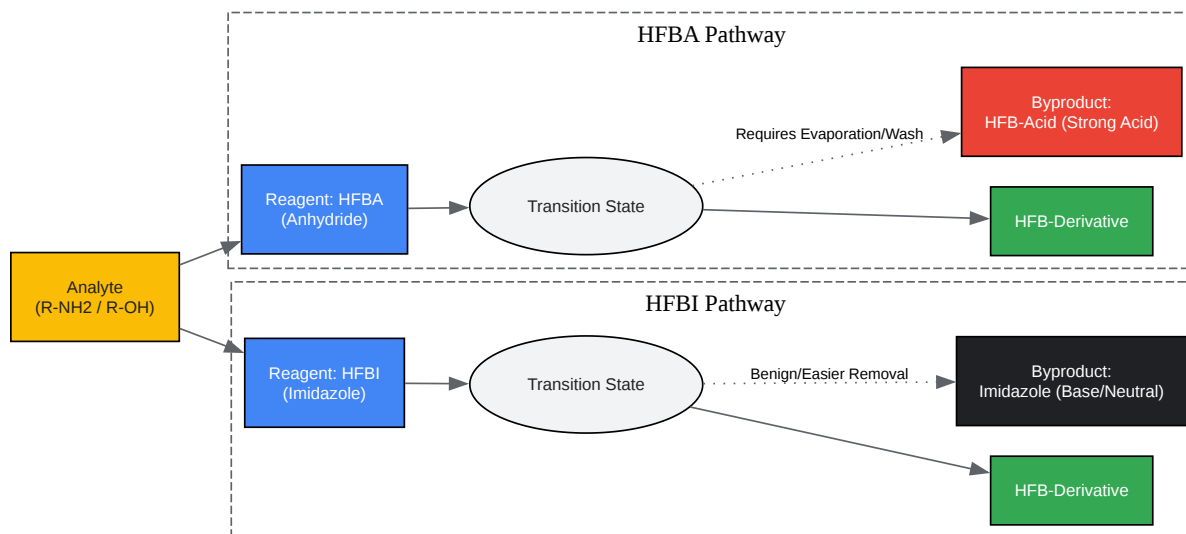 HFBA Pathway
Byproduct:
HFB-Acid (Strong Acid)
Requires Evaporation/Wash
Reagent: HFBA
(Anhydride)
Transition State
HFB-Derivative
Analyte
(R-NH2 / R-OH)
HFBI Pathway
Reagent: HFBI
(Imidazole)
Transition State
Benign/Easier Removal
Byproduct:
Imidazole (Base/Neutral)
HFB-Derivative